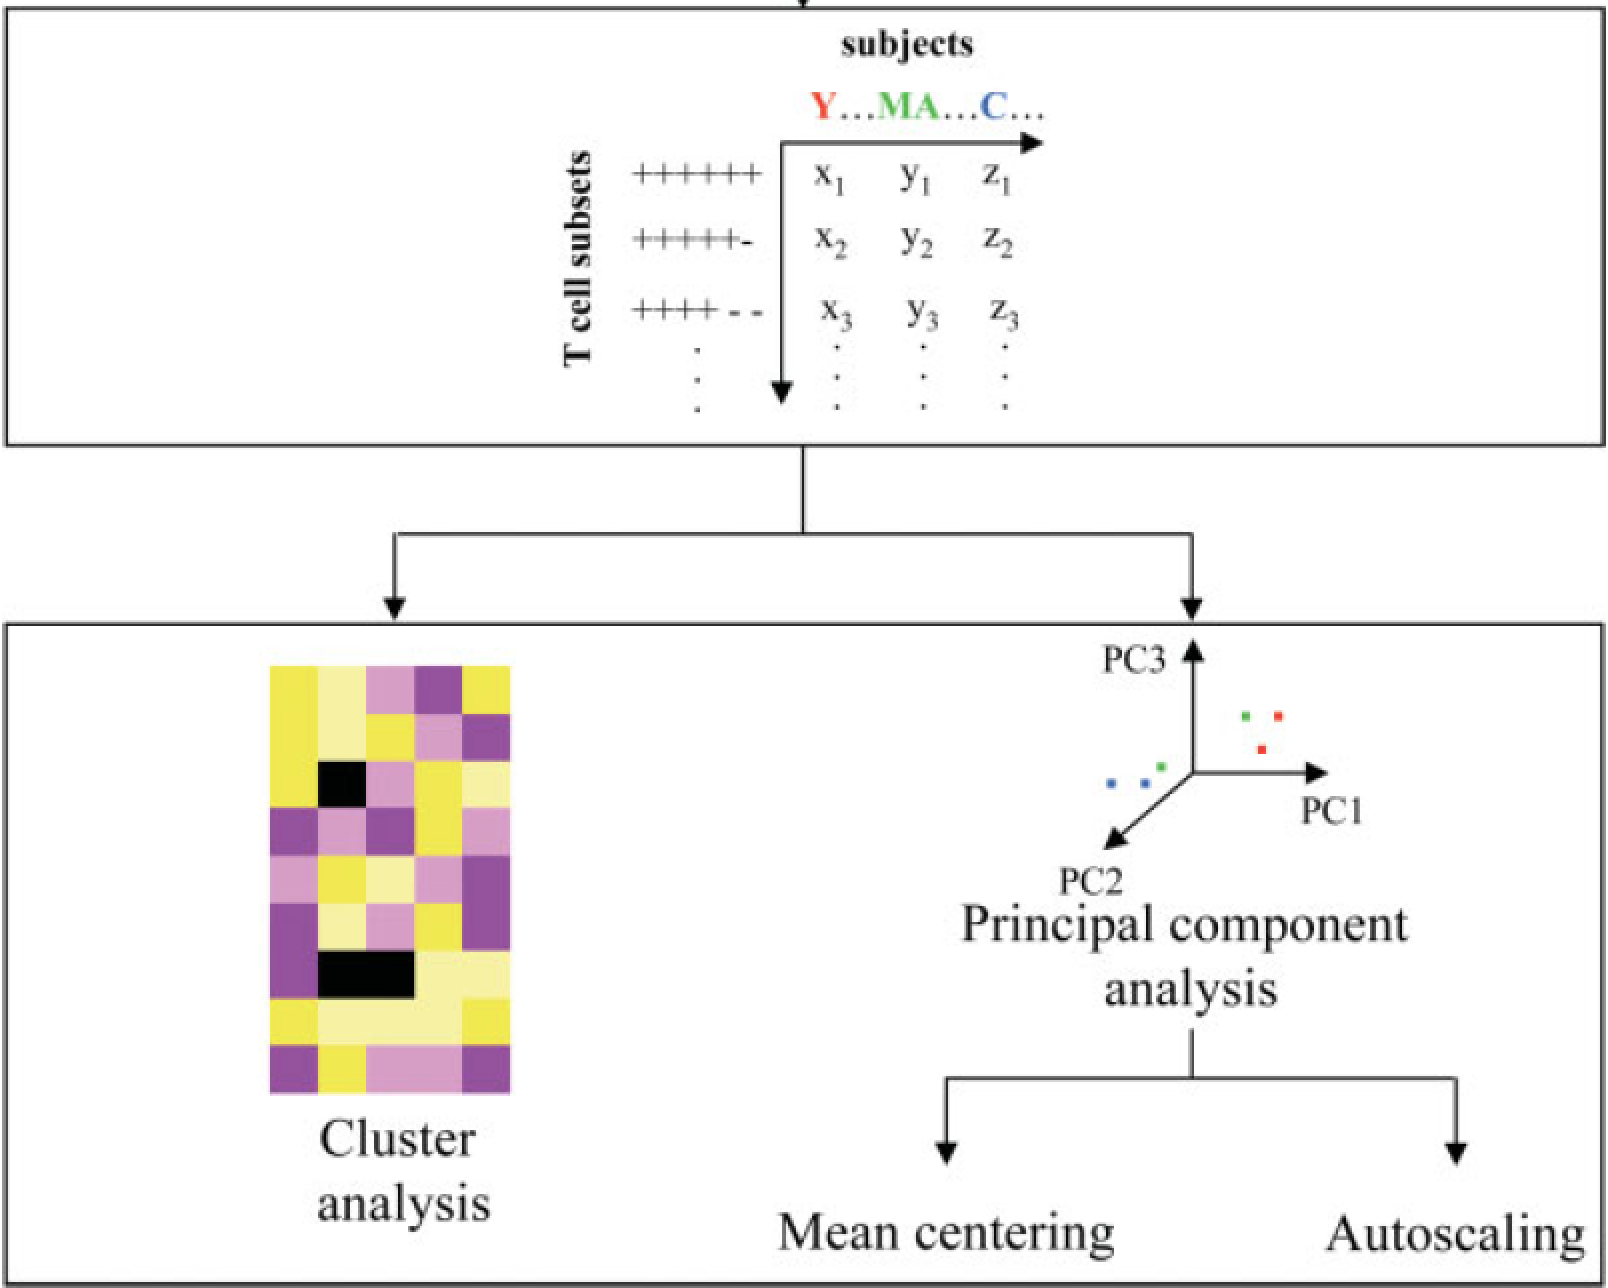 subjects
Y...MA...C...
T cell subsets
++++++ x1 y1 z1
+++++- x2 y2 z2
++++-- x3 y3 z3
. . . .
. . . .
. . . .
PC3
PC1
PC2
Principal component
analysis
Cluster
analysis
Mean centering
Autoscaling